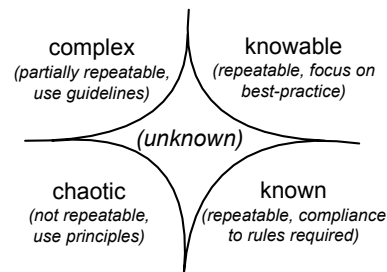 complex
(partially repeatable,
use guidelines)
knowable
(repeatable, focus on
best-practice)
(unknown)
chaotic
(not repeatable,
use principles)
known
(repeatable, compliance
to rules required)